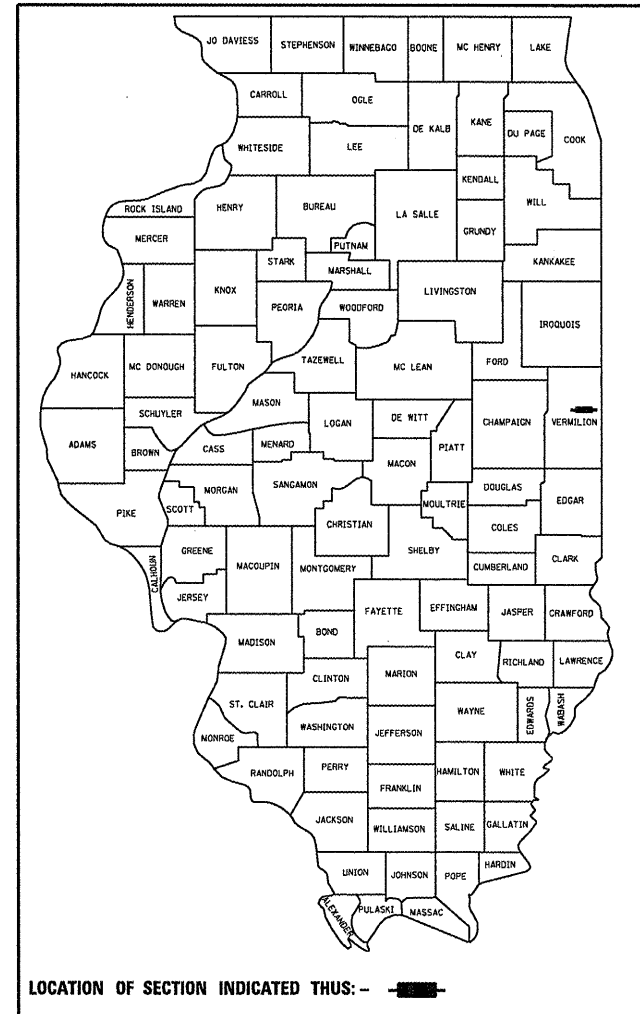 JO DAVIESS STEPHENSON WINNEBAGO BOONE MC HENRY LAKE
CARROLL OGLE DE KALB KANE DU PAGE COOK
WHITESIDE LEE KENDALL WILL
ROCK ISLAND HENRY BUREAU LA SALLE GRUNDY
MERCER PUTNAM KANKAKEE
STARK MARSHALL
HENDERSON WARREN KNOX PEORIA WOODFORD LIVINGSTON IROQUOIS
HANCOCK MC DONOUGH FULTON TAZEWELL MC LEAN FORD
SCHUYLER MASON LOGAN DE WITT CHAMPAIGN VERMILION
ADAMS BROWN CASS MENARD MACON PIATT
PIKE SCOTT MORGAN SANGAMON MOULTRIE DOUGLAS EDGAR
CHRISTIAN COLES
CALHOUN GREENE MACOUPIN MONTGOMERY SHELBY CUMBERLAND CLARK
JERSEY FAYETTE EFFINGHAM JASPER CRAWFORD
MADISON BOND CLAY RICHLAND LAWRENCE
CLINTON MARION
ST. CLAIR WASHINGTON JEFFERSON WAYNE EDWARDS WABASH
MONROE
RANDOLPH PERRY FRANKLIN HAMILTON WHITE
JACKSON WILLIAMSON SALINE GALLATIN
UNION JOHNSON POPE HARDIN
ALEXANDER PULASKI MASSAC
LOCATION OF SECTION INDICATED THUS: –